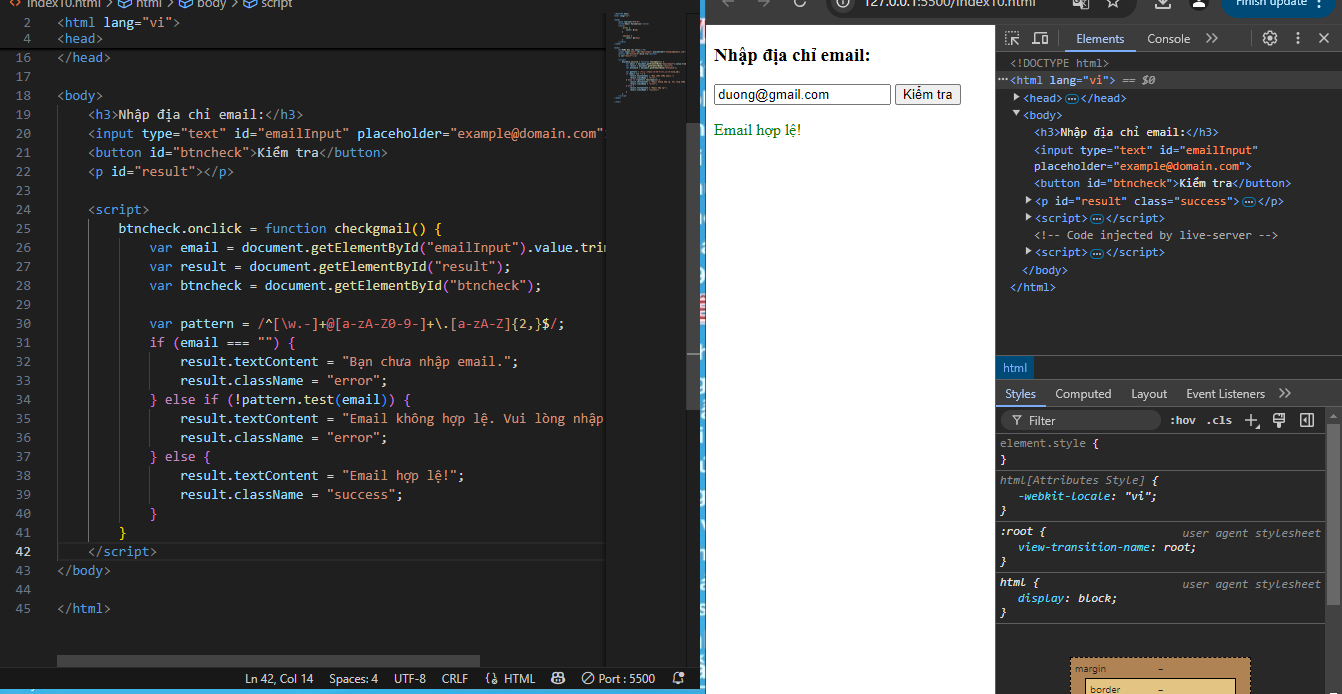 index10.html > html > body > script
2 <html lang="vi">
4 <head>
16 </head>
17
18 <body>
19 <h3>Nhập địa chỉ email:</h3>
20 <input type="text" id="emailInput" placeholder="example@domain.com"
21 <button id="btncheck">Kiểm tra</button>
22 <p id="result"></p>
23
24 <script>
25 btncheck.onclick = function checkgmail() {
26 var email = document.getElementById("emailInput").value.trim
27 var result = document.getElementById("result");
28 var btncheck = document.getElementById("btncheck");
29
30 var pattern = /^[\w.-]+@[a-zA-Z0-9-]+\.[a-zA-Z]{2,}$/;
31 if (email === "") {
32 result.textContent = "Bạn chưa nhập email.";
33 result.className = "error";
34 } else if (!pattern.test(email)) {
35 result.textContent = "Email không hợp lệ. Vui lòng nhập
36 result.className = "error";
37 } else {
38 result.textContent = "Email hợp lệ!";
39 result.className = "success";
40 }
41 }
42 </script>
43 </body>
44
45 </html>
Ln 42, Col 14 Spaces: 4 UTF-8 CRLF HTML Port : 5500
127.0.0.1:5500/index10.html
Finish update
Nhập địa chỉ email:
duong@gmail.com Kiểm tra
Email hợp lệ!
Elements Console
<!DOCTYPE html>
<html lang="vi"> == $0
<head> </head>
<body>
<h3>Nhập địa chỉ email:</h3>
<input type="text" id="emailInput"
placeholder="example@domain.com">
<button id="btncheck">Kiểm tra</button>
<p id="result" class="success"> </p>
<script> </script>
<!-- Code injected by live-server -->
<script> </script>
</body>
</html>
html
Styles Computed Layout Event Listeners
Filter :hov .cls
element.style {
}
html[Attributes Style] {
-webkit-locale: "vi";
}
:root { user agent stylesheet
view-transition-name: root;
}
html { user agent stylesheet
display: block;
}
margin –
border –